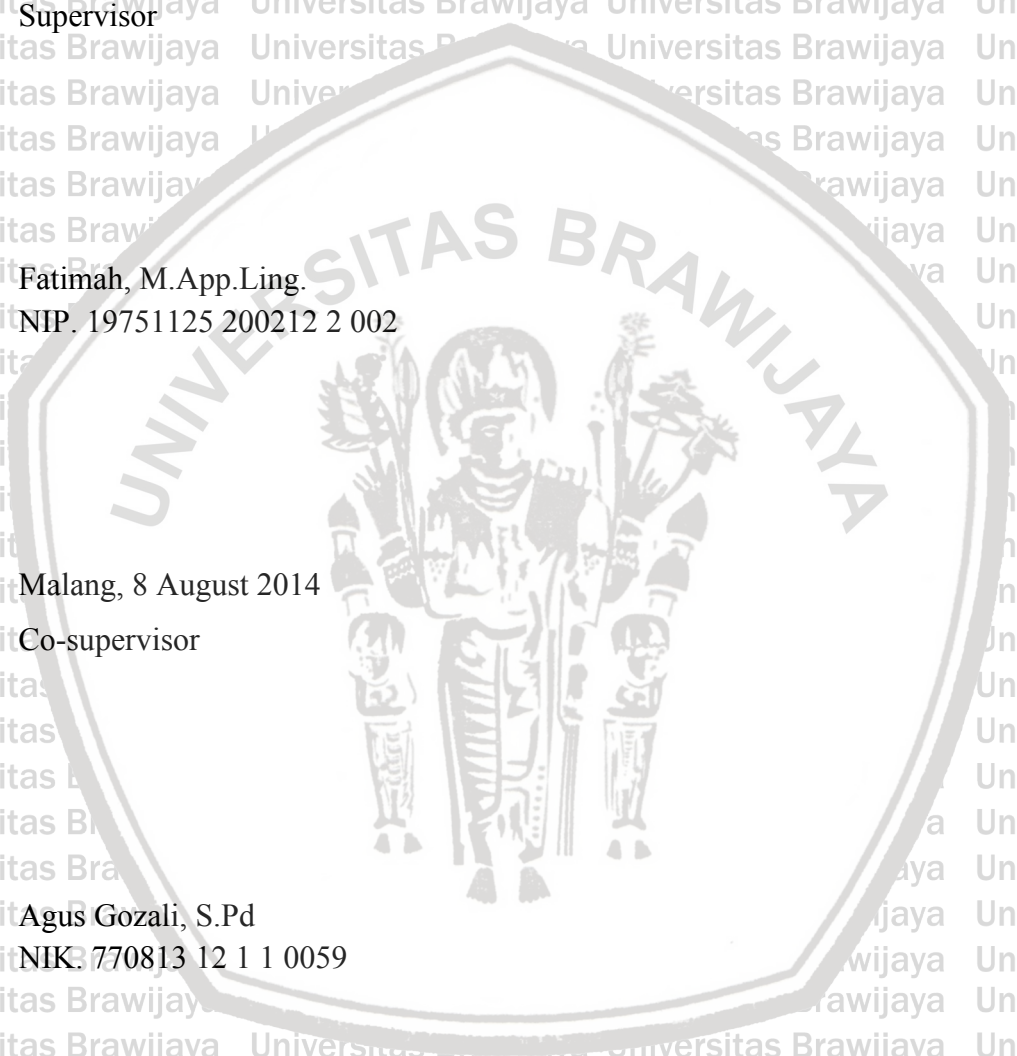 Supervisor
Fatimah, M.App.Ling.
NIP. 19751125 200212 2 002
UNIVERSITAS BRAWIJAYA
Malang, 8 August 2014
Co-supervisor
Agus Gozali, S.Pd
NIK. 770813 12 1 1 0059